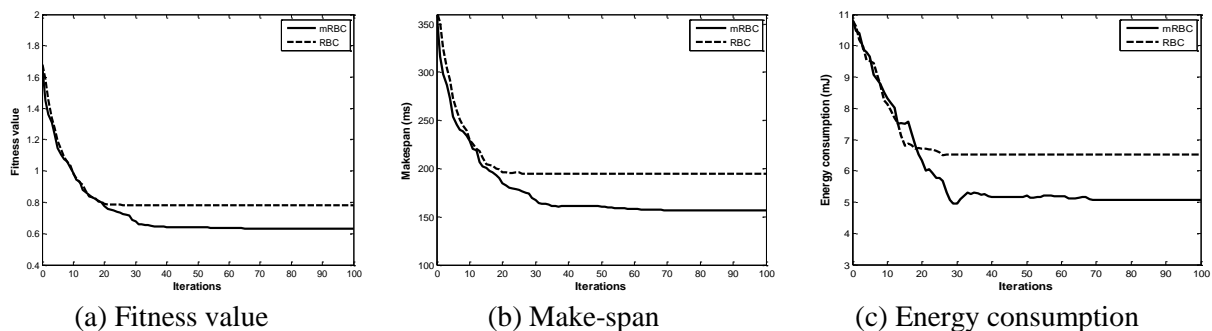 2
1.8
1.6
1.4
1.2
1
0.8
0.6
0.4
0 10 20 30 40 50 60 70 80 90 100
Fitness value
Iterations
mRBC
RBC
(a) Fitness value
350
300
250
200
150
100
0 10 20 30 40 50 60 70 80 90 100
Makespan (ms)
Iterations
mRBC
RBC
(b) Make-span
11
10
9
8
7
6
5
4
3
0 10 20 30 40 50 60 70 80 90 100
Energy consumption (mJ)
Iterations
mRBC
RBC
(c) Energy consumption